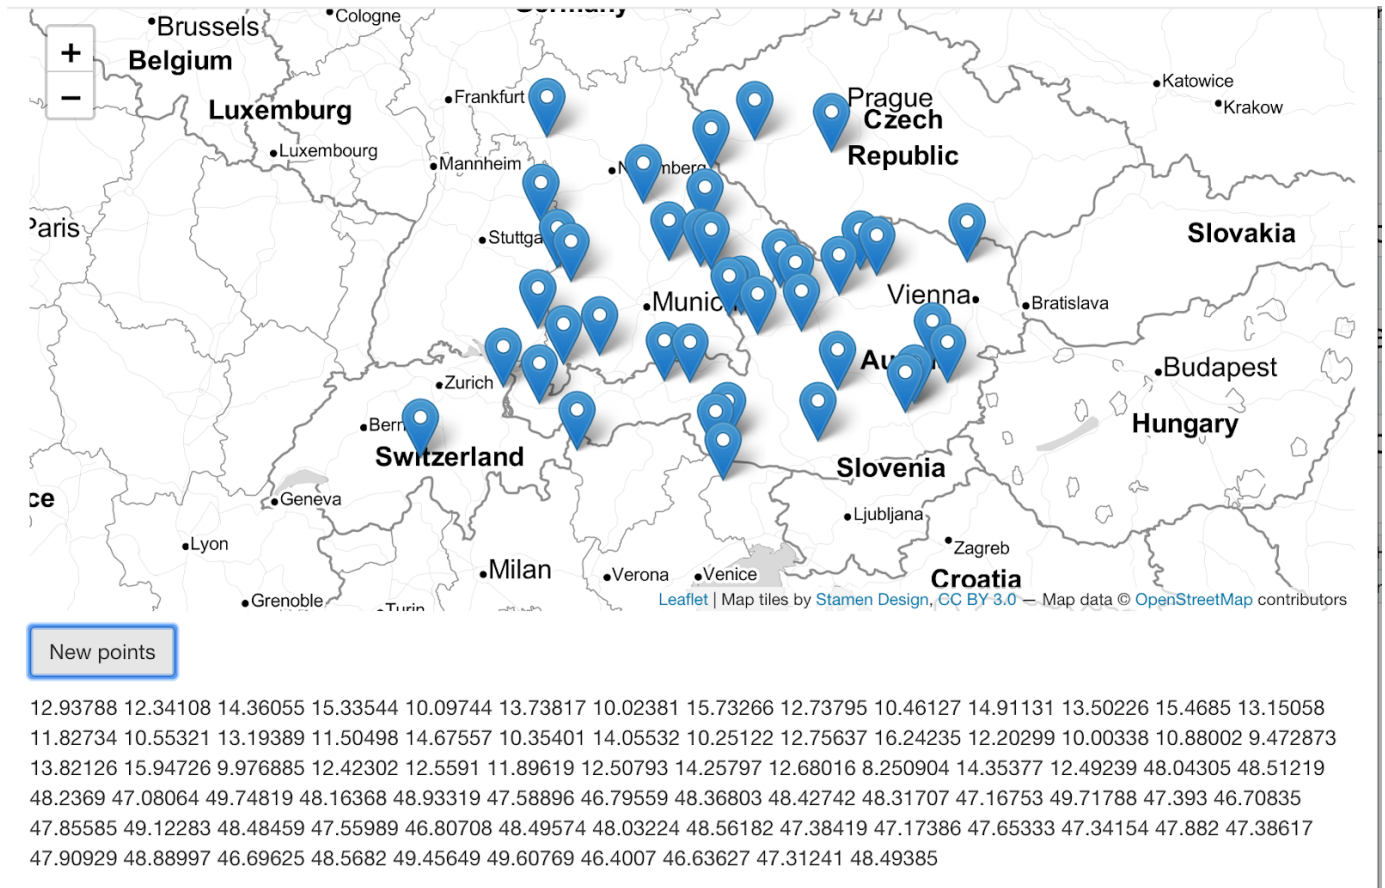 Germany
Brussels
Cologne
+
Belgium
−
Frankfurt
Prague
Katowice
Luxemburg
Czech
Krakow
Luxembourg
Mannheim
Republic
Paris
Stuttga
Slovakia
Munic
Vienna
Bratislava
Zurich
Budapest
Bern
Hungary
Switzerland
Slovenia
ce
Geneva
Ljubljana
Lyon
Zagreb
Milan
Verona
Venice
Croatia
Grenoble
Turin
Leaflet | Map tiles by Stamen Design, CC BY 3.0 — Map data © OpenStreetMap contributors
New points
12.93788 12.34108 14.36055 15.33544 10.09744 13.73817 10.02381 15.73266 12.73795 10.46127 14.91131 13.50226 15.4685 13.15058
11.82734 10.55321 13.19389 11.50498 14.67557 10.35401 14.05532 10.25122 12.75637 16.24235 12.20299 10.00338 10.88002 9.472873
13.82126 15.94726 9.976885 12.42302 12.5591 11.89619 12.50793 14.25797 12.68016 8.250904 14.35377 12.49239 48.04305 48.51219
48.2369 47.08064 49.74819 48.16368 48.93319 47.58896 46.79559 48.36803 48.42742 48.31707 47.16753 49.71788 47.393 46.70835
47.85585 49.12283 48.48459 47.55989 46.80708 48.49574 48.03224 48.56182 47.38419 47.17386 47.65333 47.34154 47.882 47.38617
47.90929 48.88997 46.69625 48.5682 49.45649 49.60769 46.4007 46.63627 47.31241 48.49385